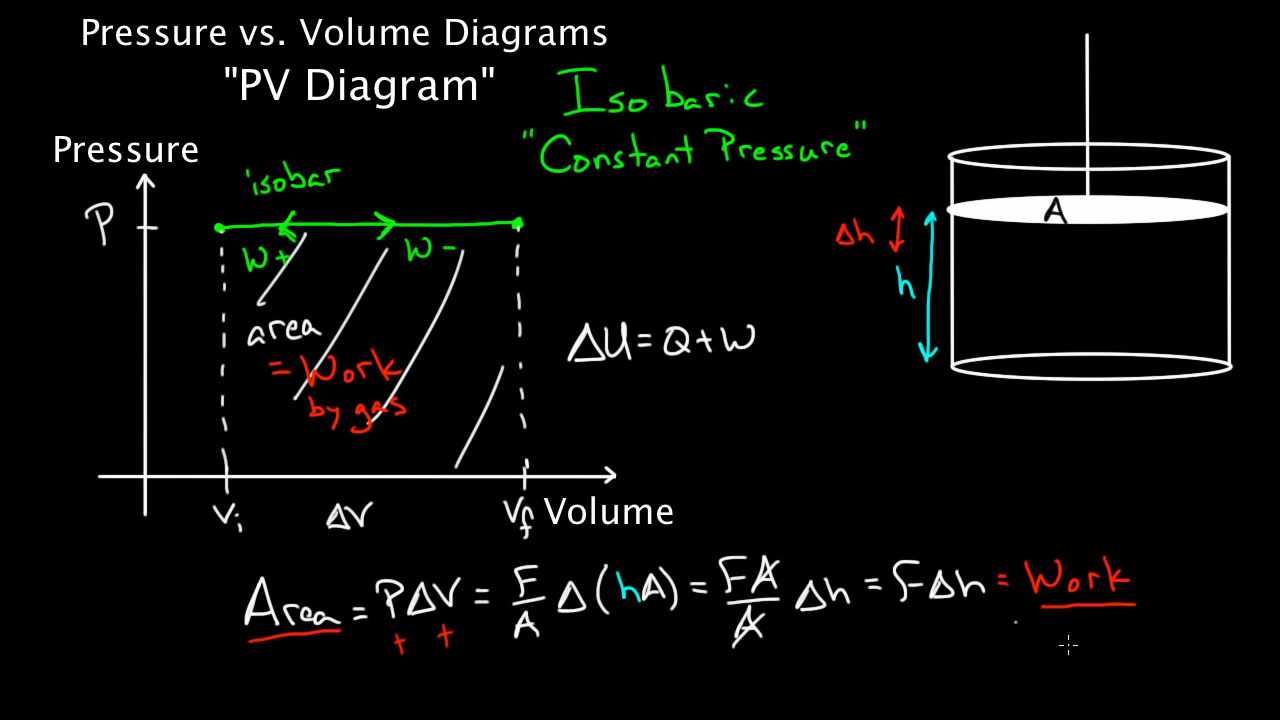 Pressure vs. Volume Diagrams
"PV Diagram"
Isobaric
"Constant Pressure"
Pressure
isobar
P
W+
W -
A
Δh
h
area
= Work
by gas
ΔU = Q + W
Vi
ΔV
Vf
Volume
Area = PΔV = F/A Δ(hA) = FA/A Δh = FΔh = Work
+ +